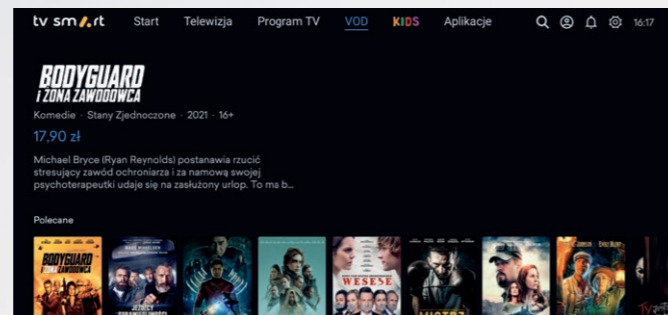 tv smart Start Telewizja Program TV VOD KIDS Aplikacje 16:17
BODYGUARD
I ŻONA ZAWODOWCA
Komedie · Stany Zjednoczone · 2021 · 16+
17,90 zł
Michael Bryce (Ryan Reynolds) postanawia rzucić
stresujący zawód ochroniarza i za namową swojej
psychoterapeutki udaje się na zasłużony urlop. To ma b...
Polecane
BODYGUARD
I ŻONA ZAWODOWCA
JEŹDŹCY
WESELE
MISTRZ